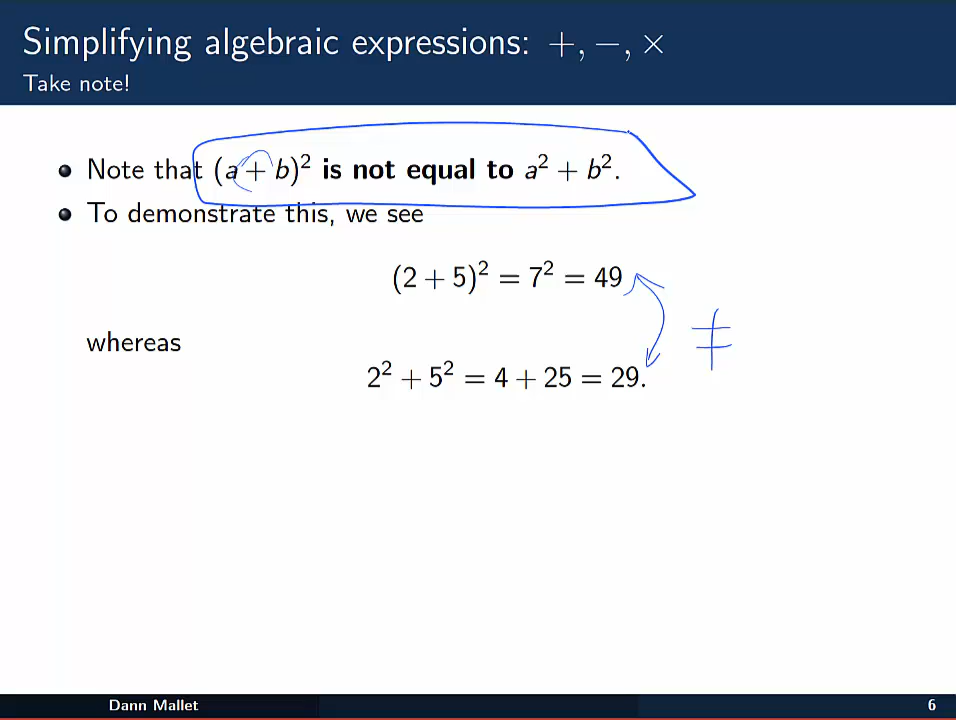 Simplifying algebraic expressions: +, −, ×
Take note!
• Note that (a + b)² is not equal to a² + b².
• To demonstrate this, we see
(2 + 5)² = 7² = 49
≠
whereas
2² + 5² = 4 + 25 = 29.
Dann Mallet 6